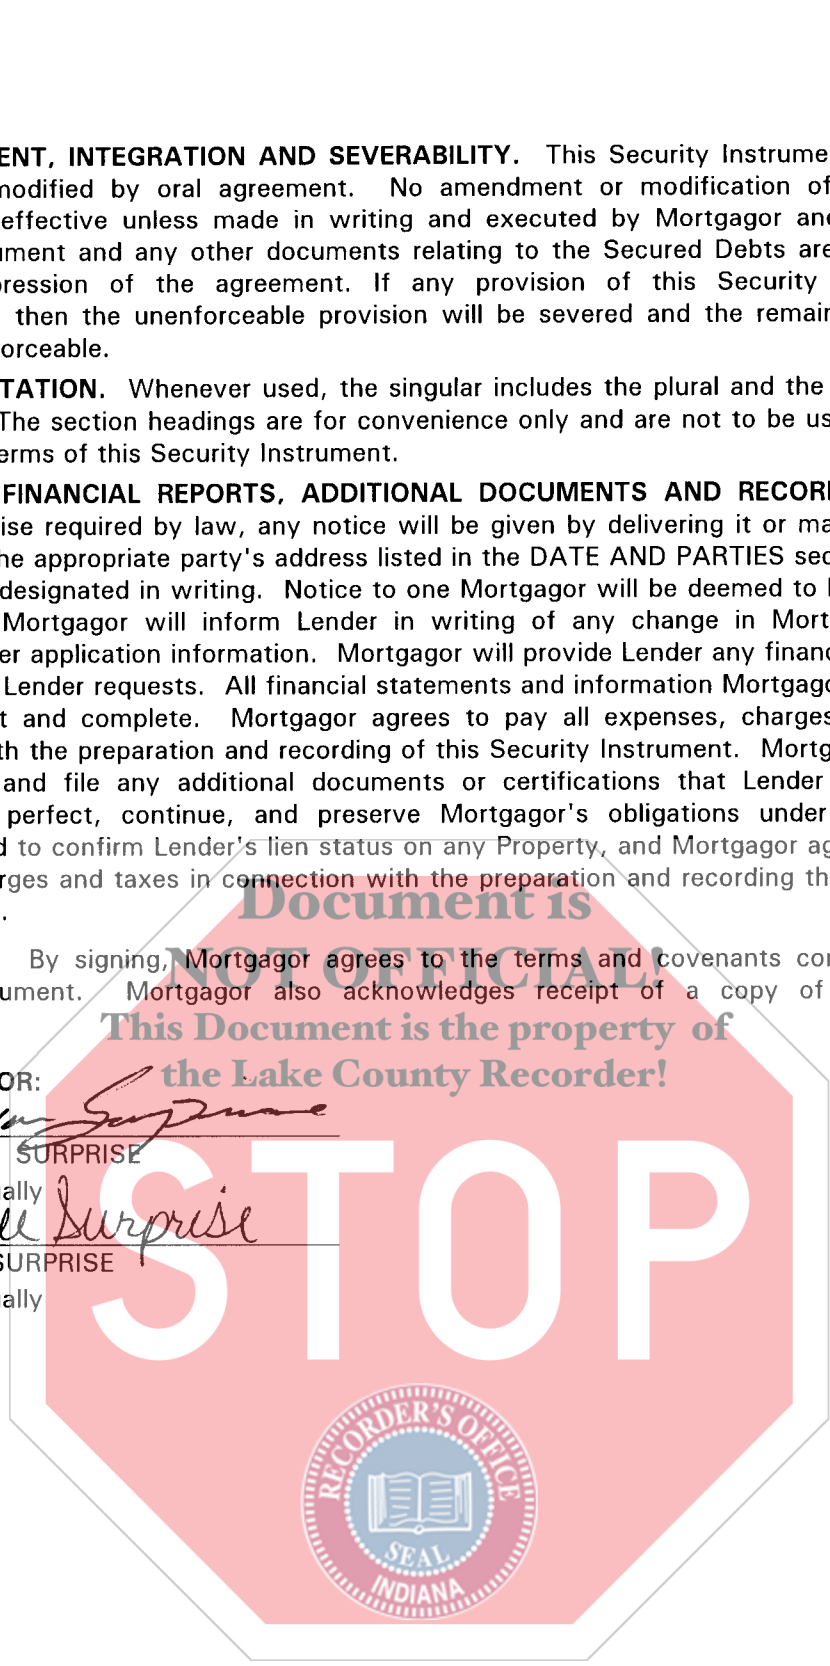 ENT, INTEGRATION AND SEVERABILITY. This Security Instrume
modified by oral agreement. No amendment or modification of
effective unless made in writing and executed by Mortgagor and
ument and any other documents relating to the Secured Debts are
ression of the agreement. If any provision of this Security
then the unenforceable provision will be severed and the remain
orceable.
TATION. Whenever used, the singular includes the plural and the
The section headings are for convenience only and are not to be us
erms of this Security Instrument.
FINANCIAL REPORTS, ADDITIONAL DOCUMENTS AND RECOR
ise required by law, any notice will be given by delivering it or ma
he appropriate party's address listed in the DATE AND PARTIES sec
designated in writing. Notice to one Mortgagor will be deemed to
Mortgagor will inform Lender in writing of any change in Mort
er application information. Mortgagor will provide Lender any financ
Lender requests. All financial statements and information Mortgago
t and complete. Mortgagor agrees to pay all expenses, charges
th the preparation and recording of this Security Instrument. Mortg
and file any additional documents or certifications that Lender
perfect, continue, and preserve Mortgagor's obligations under
d to confirm Lender's lien status on any Property, and Mortgagor ag
rges and taxes in connection with the preparation and recording th
.
Document is
By signing, Mortgagor agrees to the terms and covenants con
NOT OFFICIAL!
ument. Mortgagor also acknowledges receipt of a copy of
This Document is the property of
the Lake County Recorder!
OR:
Surprise
SURPRISE
ally
Surprise
SURPRISE
ally
STOP
RECORDER'S OFFICE
SEAL
INDIANA